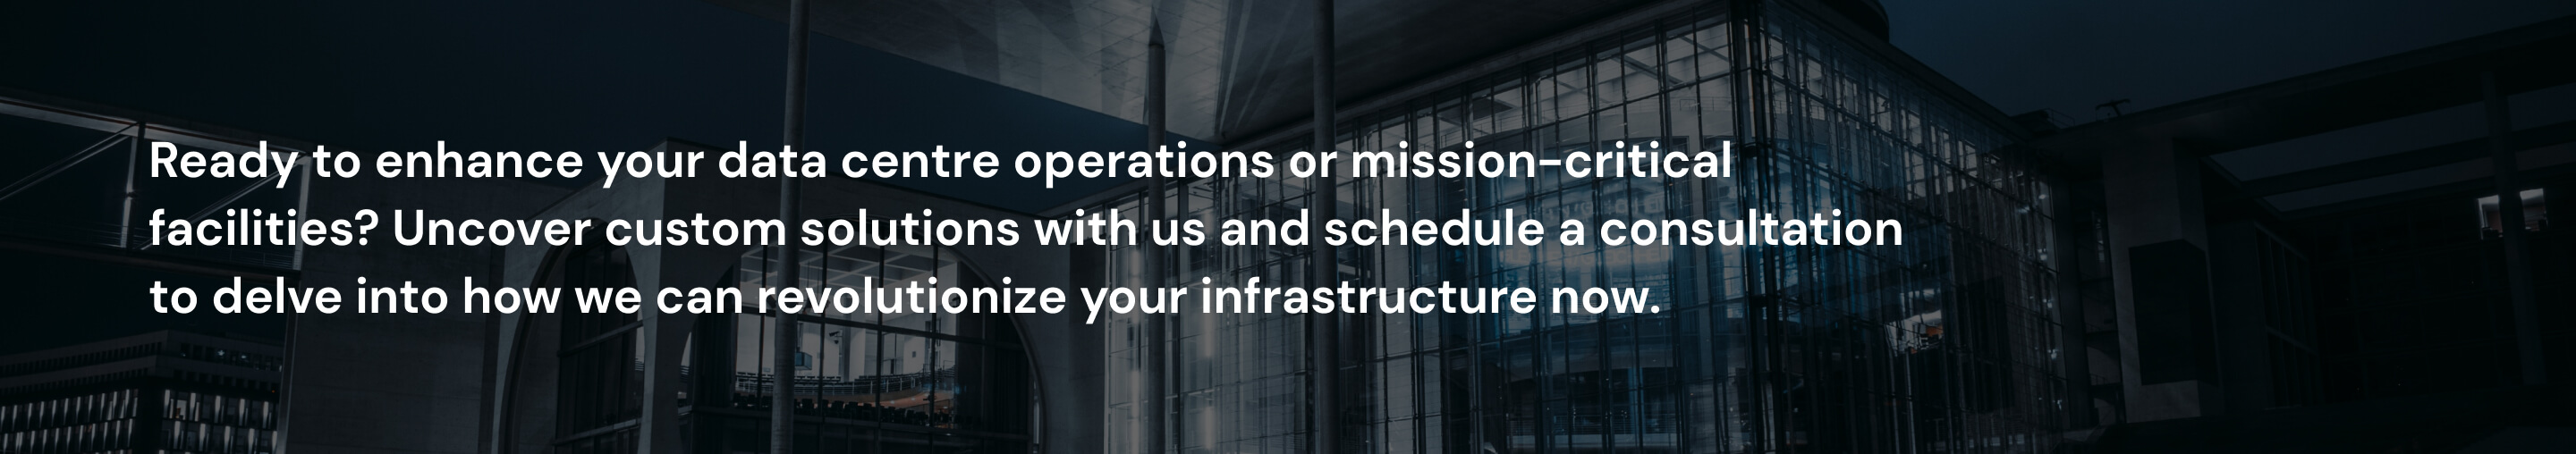 Ready to enhance your data centre operations or mission-critical
facilities? Uncover custom solutions with us and schedule a consultation
to delve into how we can revolutionize your infrastructure now.